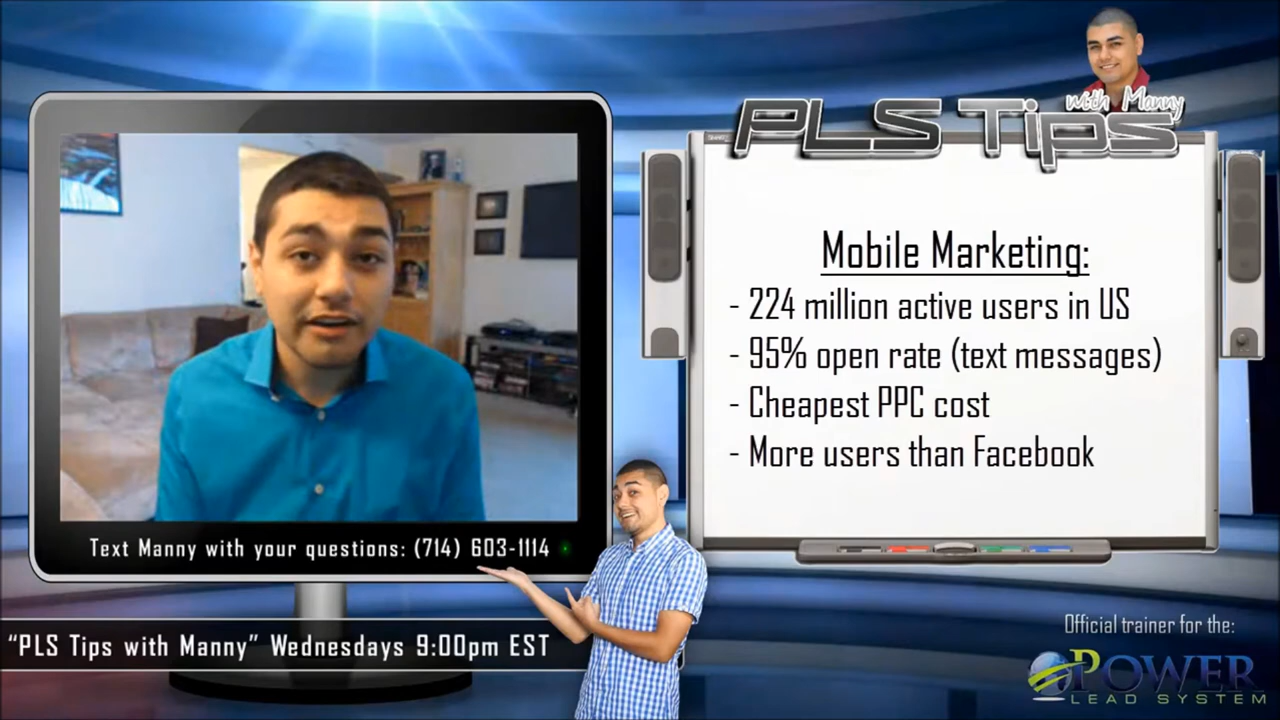 with Manny
PLS Tips
Mobile Marketing:
- 224 million active users in US
- 95% open rate (text messages)
- Cheapest PPC cost
- More users than Facebook
Text Manny with your questions: (714) 603-1114
"PLS Tips with Manny" Wednesdays 9:00pm EST
Official trainer for the:
POWER
LEAD SYSTEM